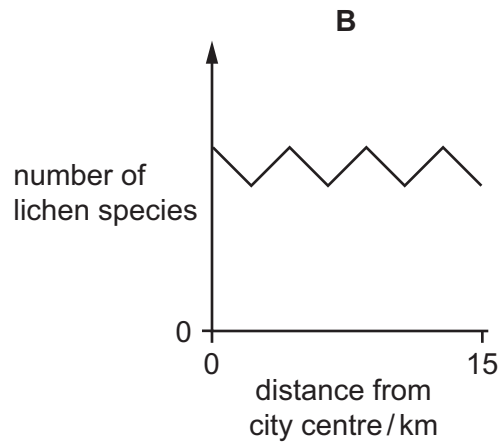 B
number of
lichen species
0
0 15
distance from
city centre / km